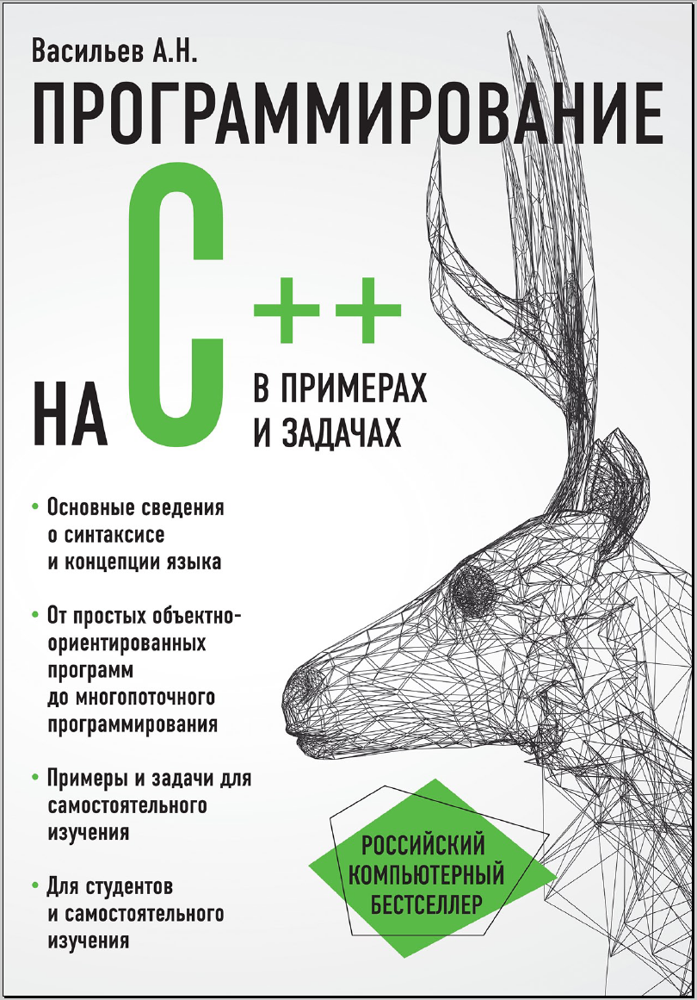 Васильев А.Н.
ПРОГРАММИРОВАНИЕ
НА C++
В ПРИМЕРАХ
И ЗАДАЧАХ
• Основные сведения
о синтаксисе
и концепции языка
• От простых объектно-
ориентированных
программ
до многопоточного
программирования
• Примеры и задачи для
самостоятельного
изучения
• Для студентов
и самостоятельного
изучения
РОССИЙСКИЙ
КОМПЬЮТЕРНЫЙ
БЕСТСЕЛЛЕР